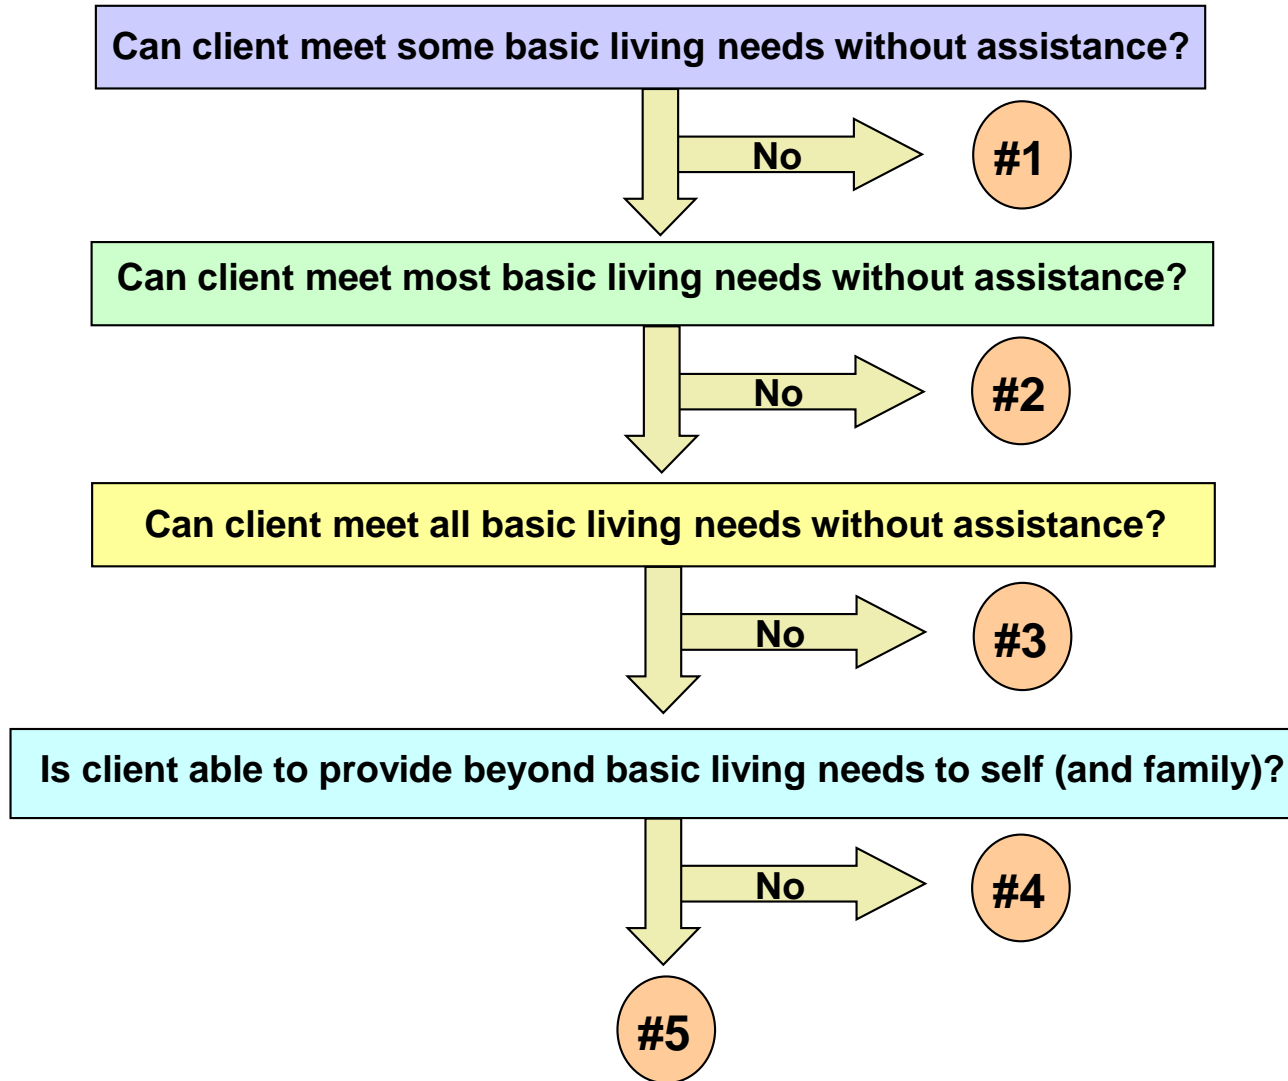 Can client meet some basic living needs without assistance?
No
#1
Can client meet most basic living needs without assistance?
No
#2
Can client meet all basic living needs without assistance?
No
#3
Is client able to provide beyond basic living needs to self (and family)?
No
#4
#5